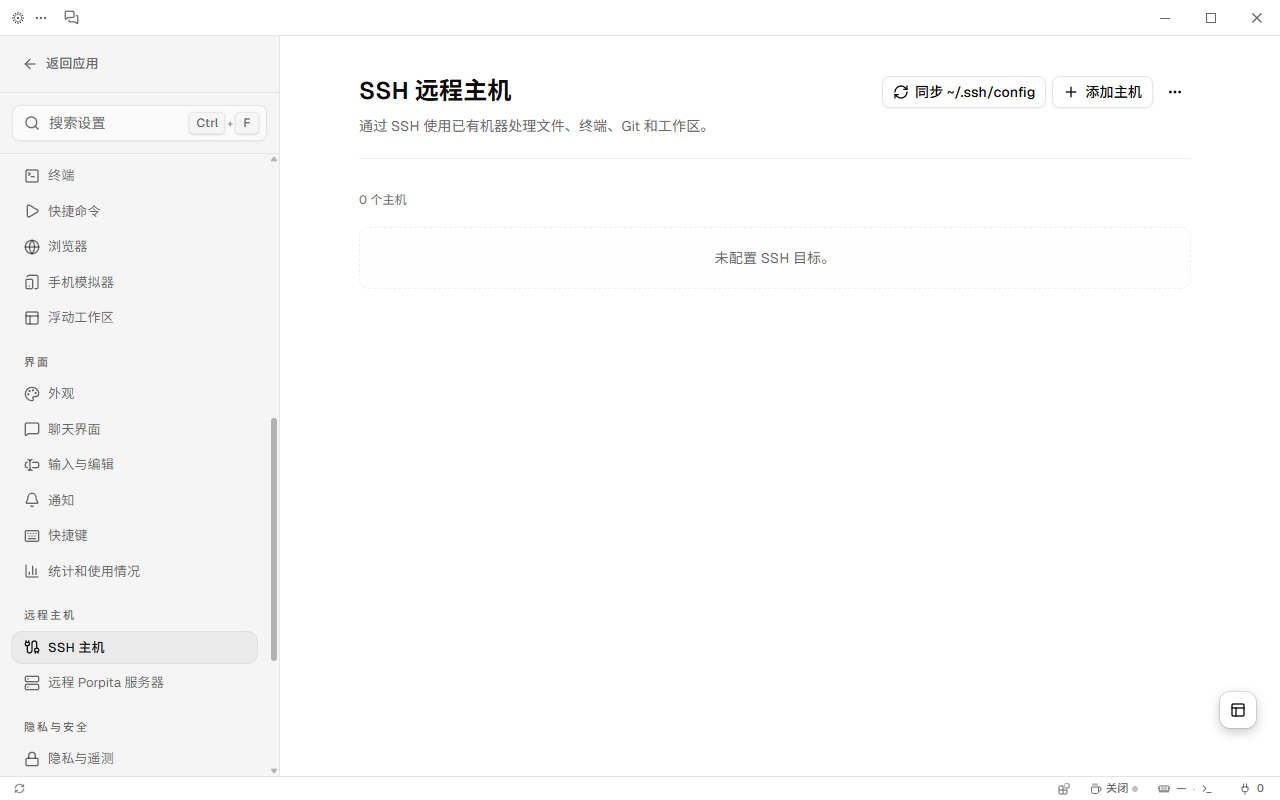 返回应用
搜索设置 Ctrl + F
终端
快捷命令
浏览器
手机模拟器
浮动工作区
界面
外观
聊天界面
输入与编辑
通知
快捷键
统计和使用情况
远程主机
SSH 主机
远程 Porpita 服务器
隐私与安全
隐私与遥测
SSH 远程主机
同步 ~/.ssh/config
添加主机
通过 SSH 使用已有机器处理文件、终端、Git 和工作区。
0 个主机
未配置 SSH 目标。
关闭
0